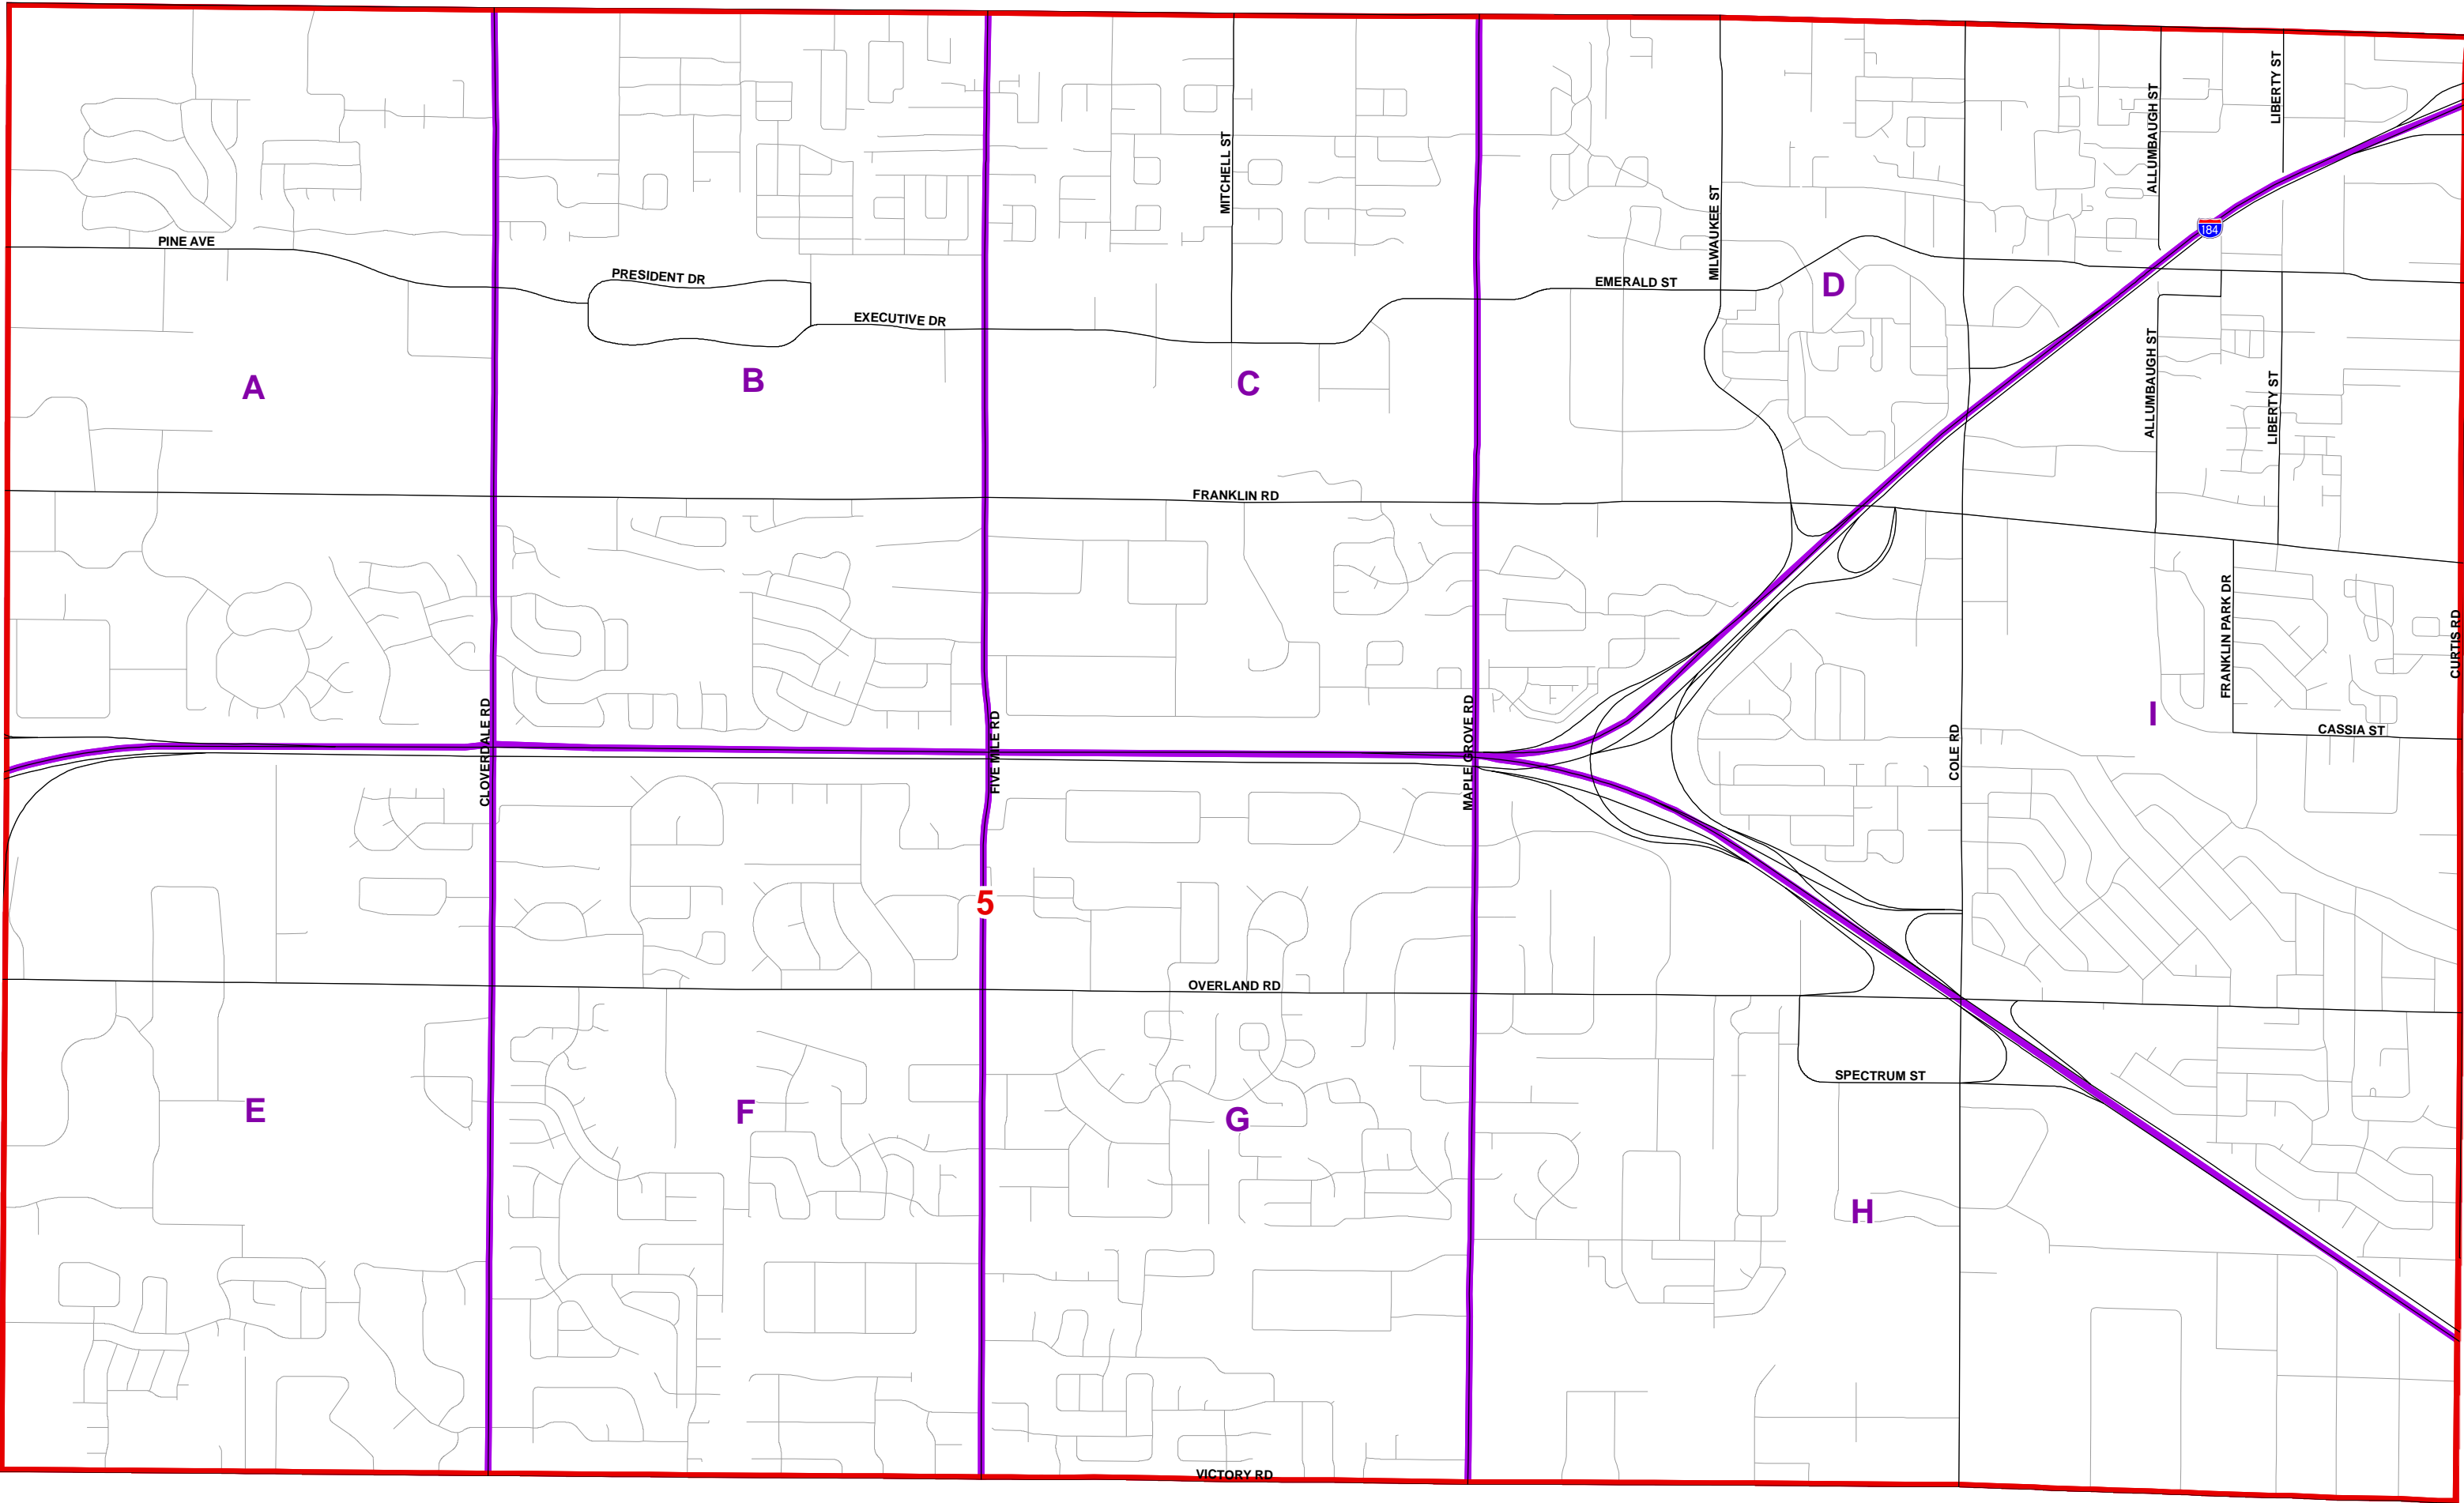 LIBERTY ST
ALLUMBAUGH ST
MITCHELL ST
MILWAUKEE ST
184
PINE AVE
PRESIDENT DR
EMERALD ST
D
EXECUTIVE DR
ALLUMBAUGH ST
LIBERTY ST
A
B
C
FRANKLIN RD
FRANKLIN PARK DR
CURTIS RD
I
CLOVERDALE RD
FIVE MILE RD
MAPLE GROVE RD
COLE RD
CASSIA ST
5
OVERLAND RD
SPECTRUM ST
E
F
G
H
VICTORY RD